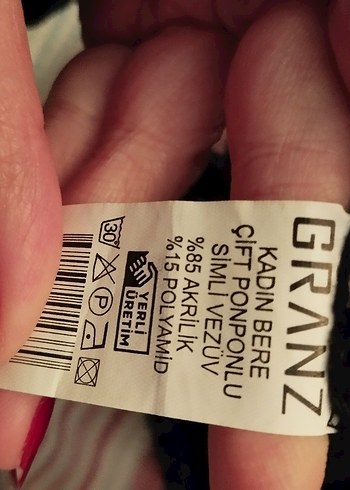 GRANZ
KADIN BERE
ÇİFT PONPONLU
SİMLİ VEZÜV
%85 AKRİLİK
%15 POLYAMİD
YERLİ
ÜRETİM
30°
P